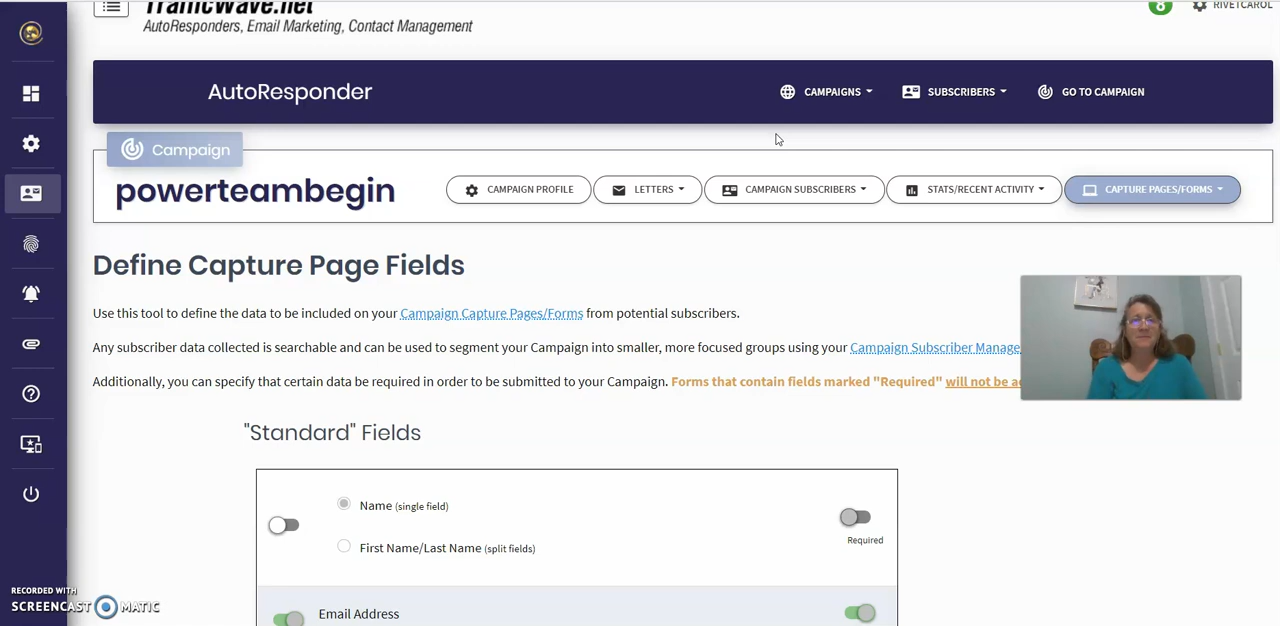 TrafficWave.net
AutoResponders, Email Marketing, Contact Management
8
RIVETCAROL
AutoResponder
CAMPAIGNS
SUBSCRIBERS
GO TO CAMPAIGN
Campaign
powerteambegin
CAMPAIGN PROFILE
LETTERS
CAMPAIGN SUBSCRIBERS
STATS/RECENT ACTIVITY
CAPTURE PAGES/FORMS
Define Capture Page Fields
Use this tool to define the data to be included on your Campaign Capture Pages/Forms from potential subscribers.
Any subscriber data collected is searchable and can be used to segment your Campaign into smaller, more focused groups using your Campaign Subscriber Manage
Additionally, you can specify that certain data be required in order to be submitted to your Campaign. Forms that contain fields marked "Required" will not be a
"Standard" Fields
Name (single field)
First Name/Last Name (split fields)
Required
Email Address
RECORDED WITH
SCREENCAST MATIC